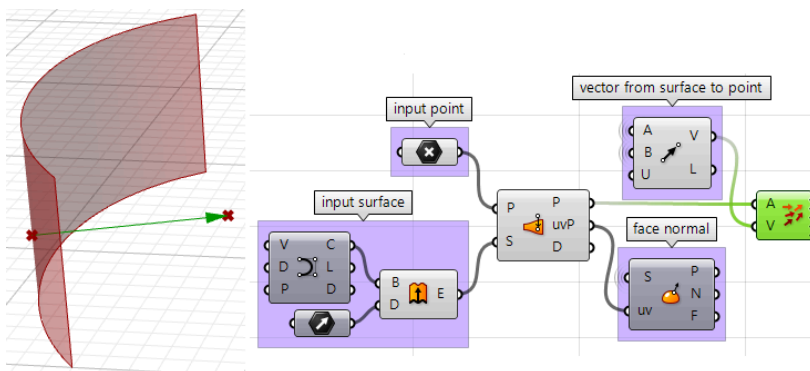 vector from surface to point
input point
A
B
U
V
L
input surface
P
S
P
uvP
D
A
V
face normal
V
D
P
C
L
D
B
D
E
S
uv
P
N
F